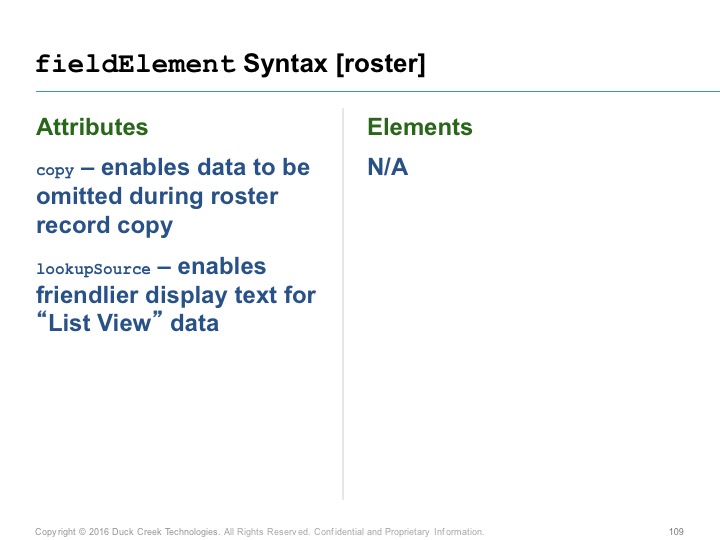 fieldElement Syntax [roster]
Attributes
copy – enables data to be
omitted during roster
record copy
lookupSource – enables
friendlier display text for
“List View” data
Elements
N/A
Copyright © 2016 Duck Creek Technologies. All Rights Reserved. Confidential and Proprietary Information.
109